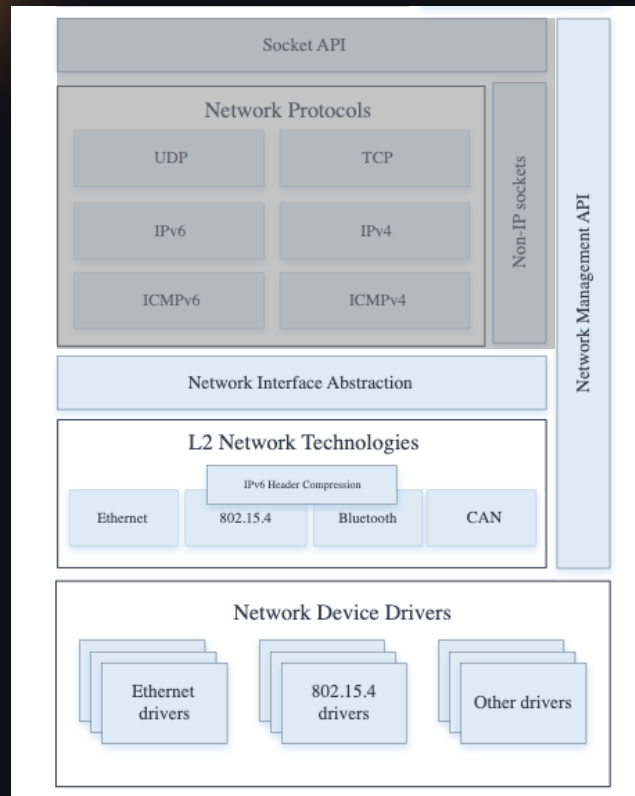 Socket API
Network Protocols
UDP
TCP
IPv6
IPv4
ICMPv6
ICMPv4
Non-IP sockets
Network Management API
Network Interface Abstraction
L2 Network Technologies
IPv6 Header Compression
Ethernet
802.15.4
Bluetooth
CAN
Network Device Drivers
Ethernet
drivers
802.15.4
drivers
Other drivers